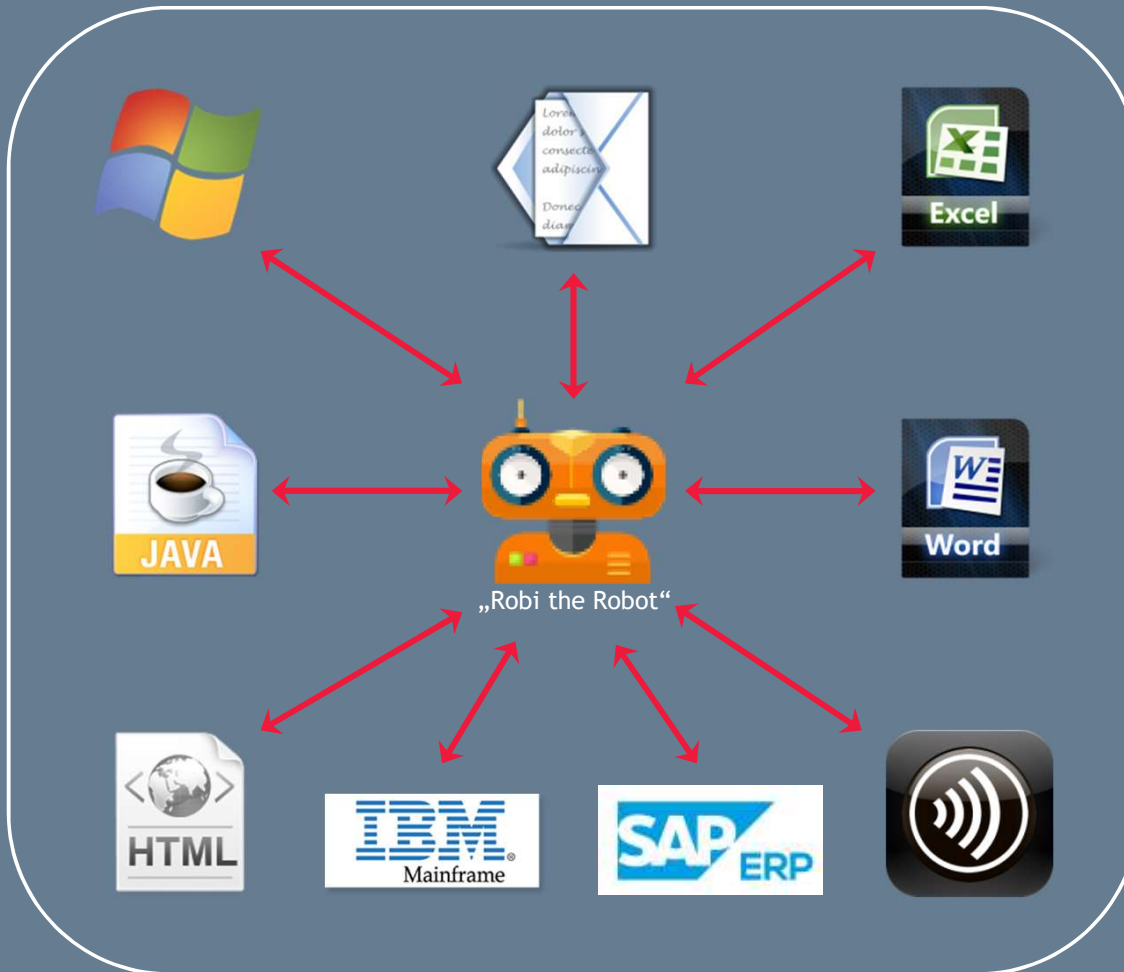 Lorem
dolor s
consecte
adipiscin
Donec
diam
X
Excel
JAVA
W
Word
„Robi the Robot“
< >
HTML
IBM®
Mainframe
SAP
ERP